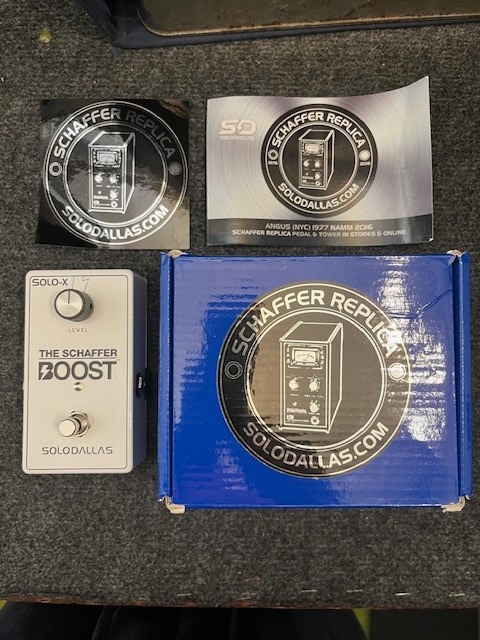 SCHAFFER REPLICA
SOLODALLAS.COM
SD
SOLODALLAS
SCHAFFER REPLICA
SOLODALLAS.COM
ANGUS (NYC) 1977 NAMM 2016
SCHAFFER REPLICA PEDAL & TOWER IN STORES & ONLINE
SOLO-X
LEVEL
THE SCHAFFER
BOOST™
SOLODALLAS
SCHAFFER REPLICA
SOLODALLAS.COM